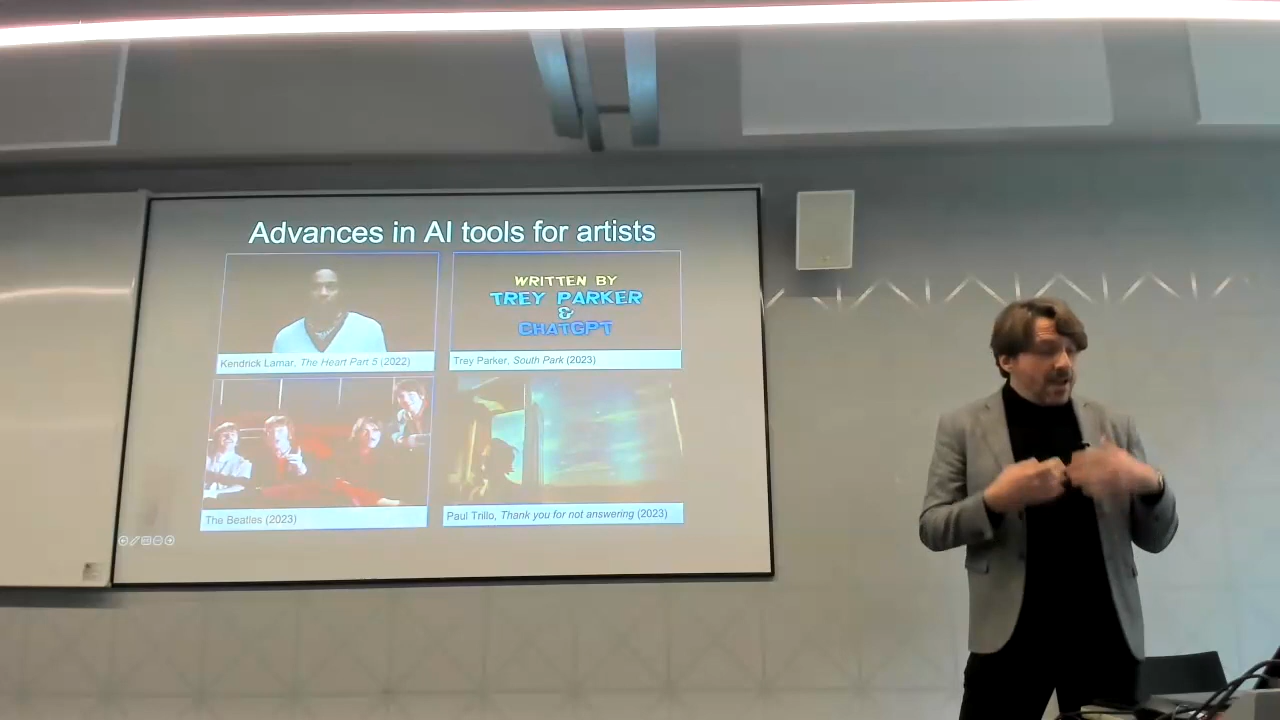 Advances in AI tools for artists
WRITTEN BY
TREY PARKER
&
CHATGPT
Kendrick Lamar, The Heart Part 5 (2022)
Trey Parker, South Park (2023)
The Beatles (2023)
Paul Trillo, Thank you for not answering (2023)